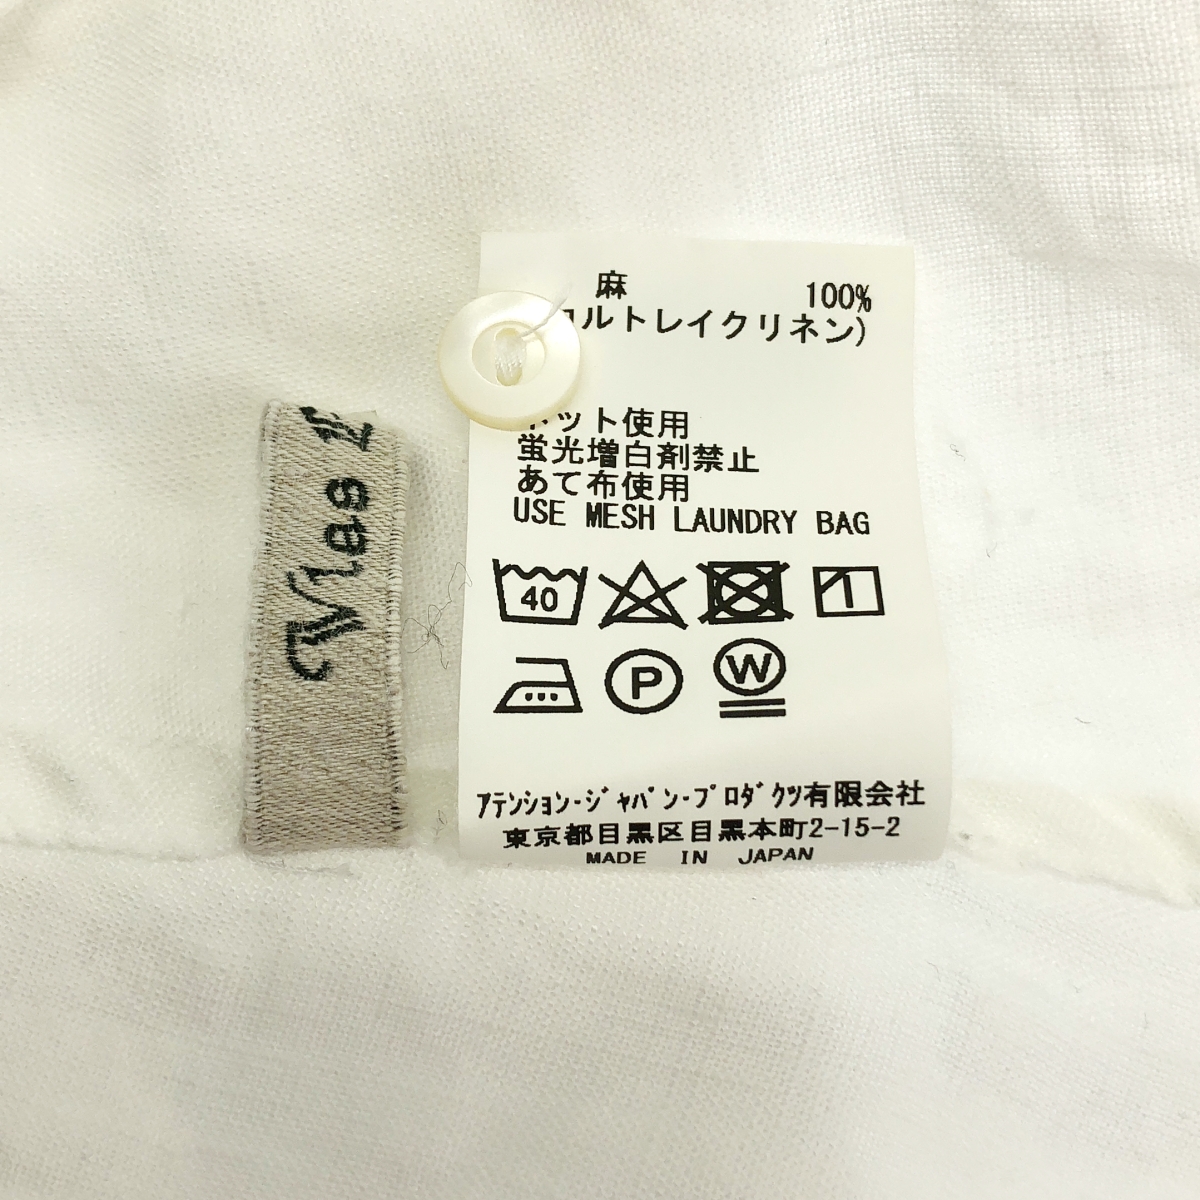 麻 100%
コルトレイクリネン)
ネット使用
蛍光増白剤禁止
あて布使用
USE MESH LAUNDRY BAG
40
P W
アテンション・ジャパン・プロダクツ有限会社
東京都目黒区目黒本町2-15-2
MADE IN JAPAN
Vlas